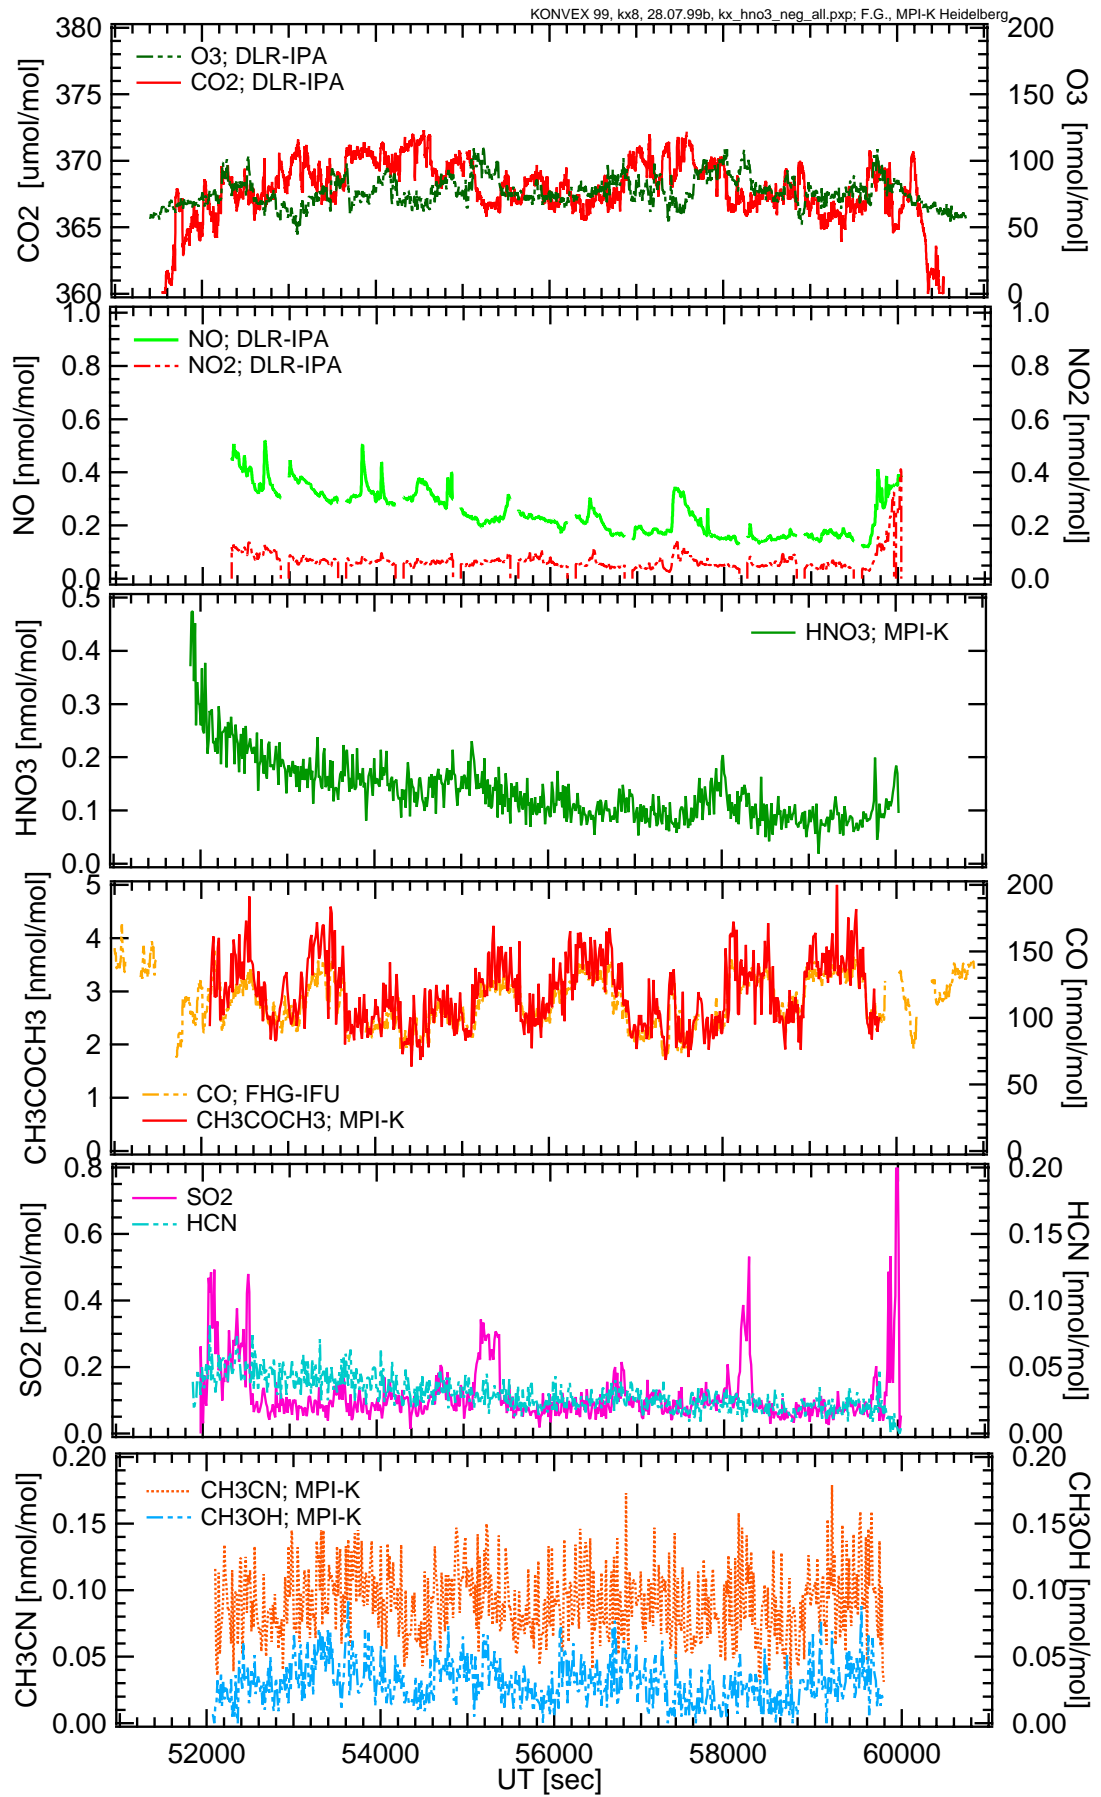 KONVEX 99, kx8, 28.07.99b, kx_hno3_neg_all.pxp; F.G., MPI-K Heidelberg
380
375
370
365
360
CO2 [umol/mol]
O3; DLR-IPA
CO2; DLR-IPA
200
150
100
50
0
O3 [nmol/mol]
1.0
0.8
0.6
0.4
0.2
0.0
NO [nmol/mol]
NO; DLR-IPA
NO2; DLR-IPA
1.0
0.8
0.6
0.4
0.2
0.0
NO2 [nmol/mol]
0.5
0.4
0.3
0.2
0.1
0.0
HNO3 [nmol/mol]
HNO3; MPI-K
5
4
3
2
1
0
CH3COCH3 [nmol/mol]
CO; FHG-IFU
CH3COCH3; MPI-K
200
150
100
50
0
CO [nmol/mol]
0.8
0.6
0.4
0.2
0.0
SO2 [nmol/mol]
SO2
HCN
0.20
0.15
0.10
0.05
0.00
HCN [nmol/mol]
0.20
0.15
0.10
0.05
0.00
CH3CN [nmol/mol]
CH3CN; MPI-K
CH3OH; MPI-K
0.20
0.15
0.10
0.05
0.00
CH3OH [nmol/mol]
52000 54000 56000 58000 60000
UT [sec]